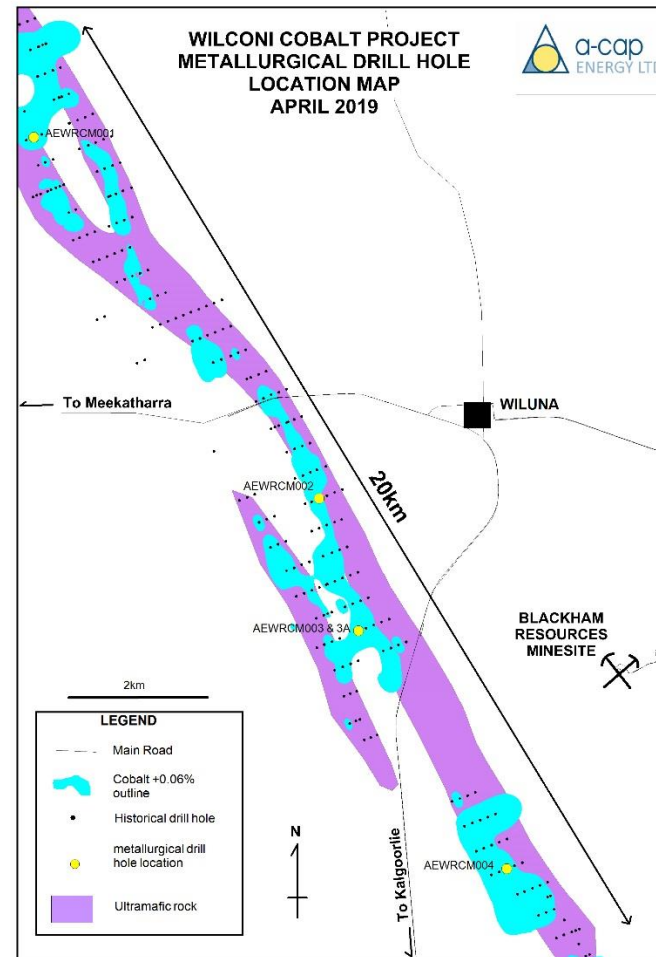 WILCONI COBALT PROJECT
METALLURGICAL DRILL HOLE
LOCATION MAP
APRIL 2019
a-cap
ENERGY LTD
AEWRCM001
To Meekatharra
WILUNA
AEWRCM002
20km
AEWRCM003 & 3A
BLACKHAM
RESOURCES
MINESITE
2km
LEGEND
Main Road
Cobalt +0.06%
outline
Historical drill hole
metallurgical drill
hole location
Ultramafic rock
N
To Kalgoorlie
AEWRCM004